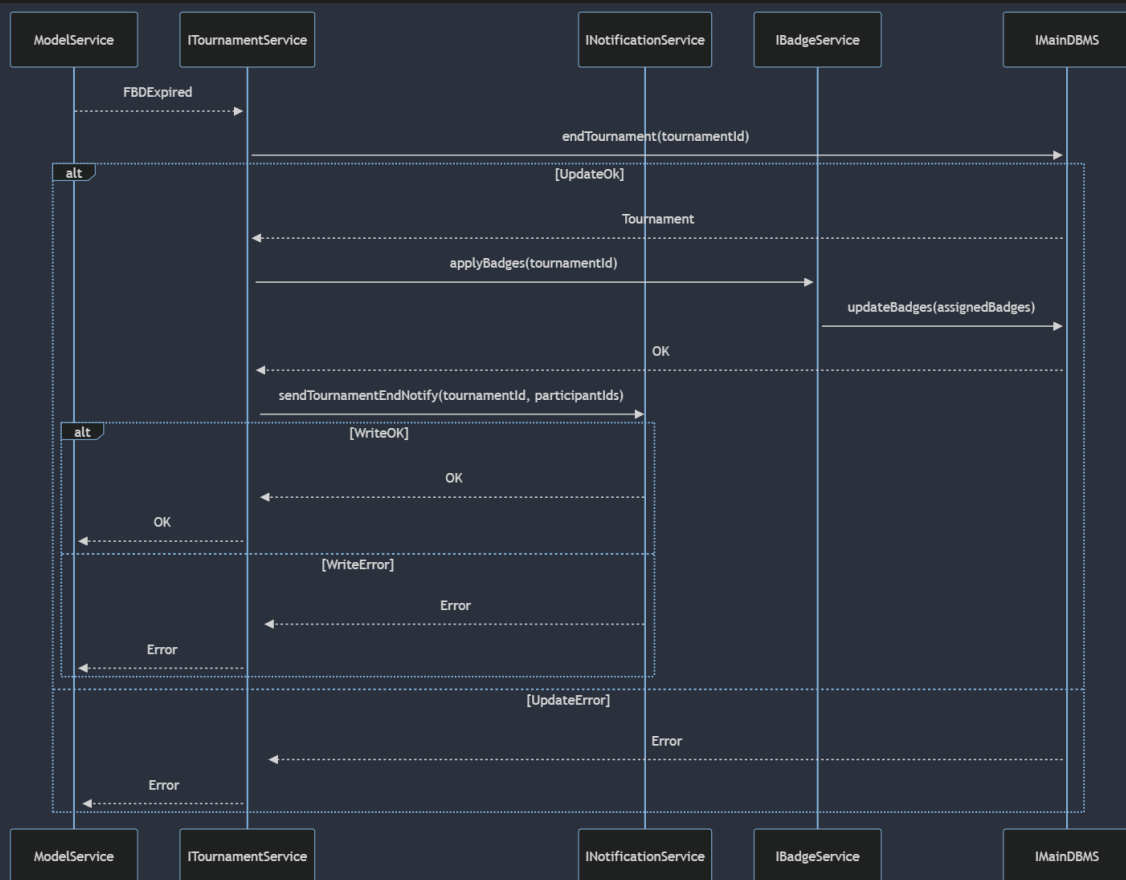 ModelService
ITournamentService
INotificationService
IBadgeService
IMainDBMS
FBDExpired
endTournament(tournamentId)
alt
[UpdateOk]
Tournament
applyBadges(tournamentId)
updateBadges(assignedBadges)
OK
sendTournamentEndNotify(tournamentId, participantIds)
alt
[WriteOK]
OK
OK
[WriteError]
Error
Error
[UpdateError]
Error
Error
ModelService
ITournamentService
INotificationService
IBadgeService
IMainDBMS